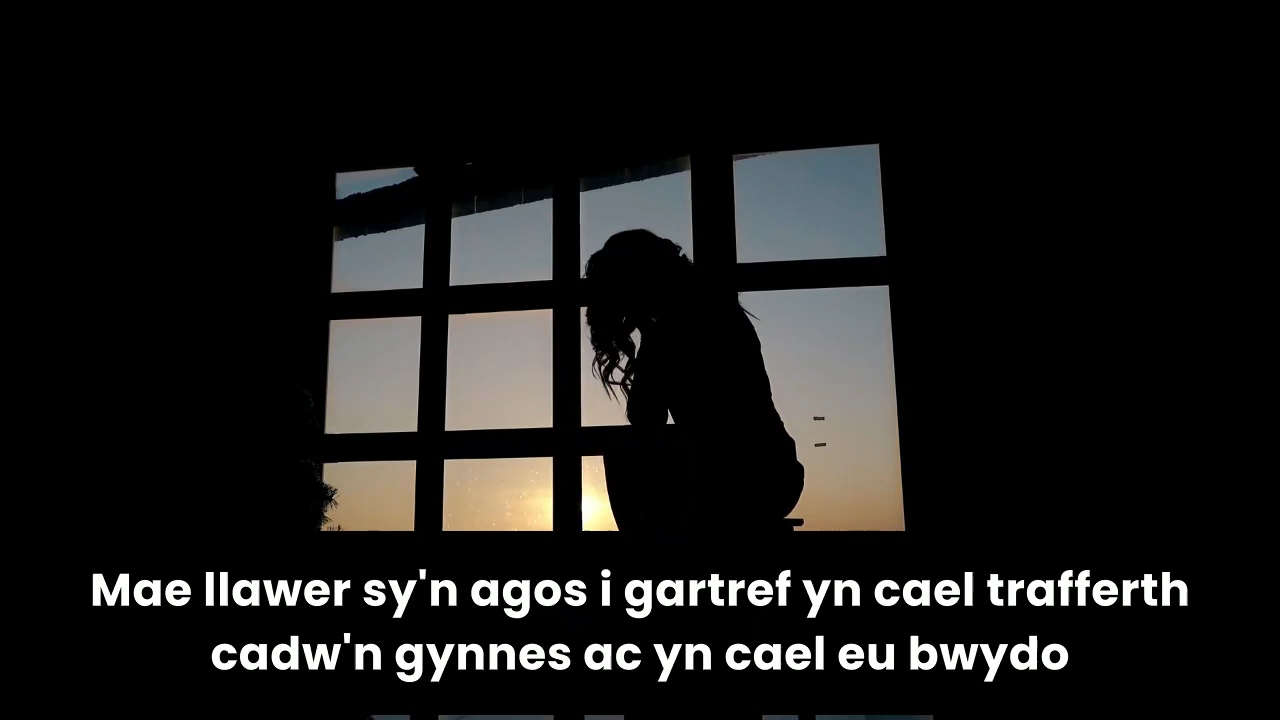 Mae llawer sy'n agos i gartref yn cael trafferth
cadw'n gynnes ac yn cael eu bwydo